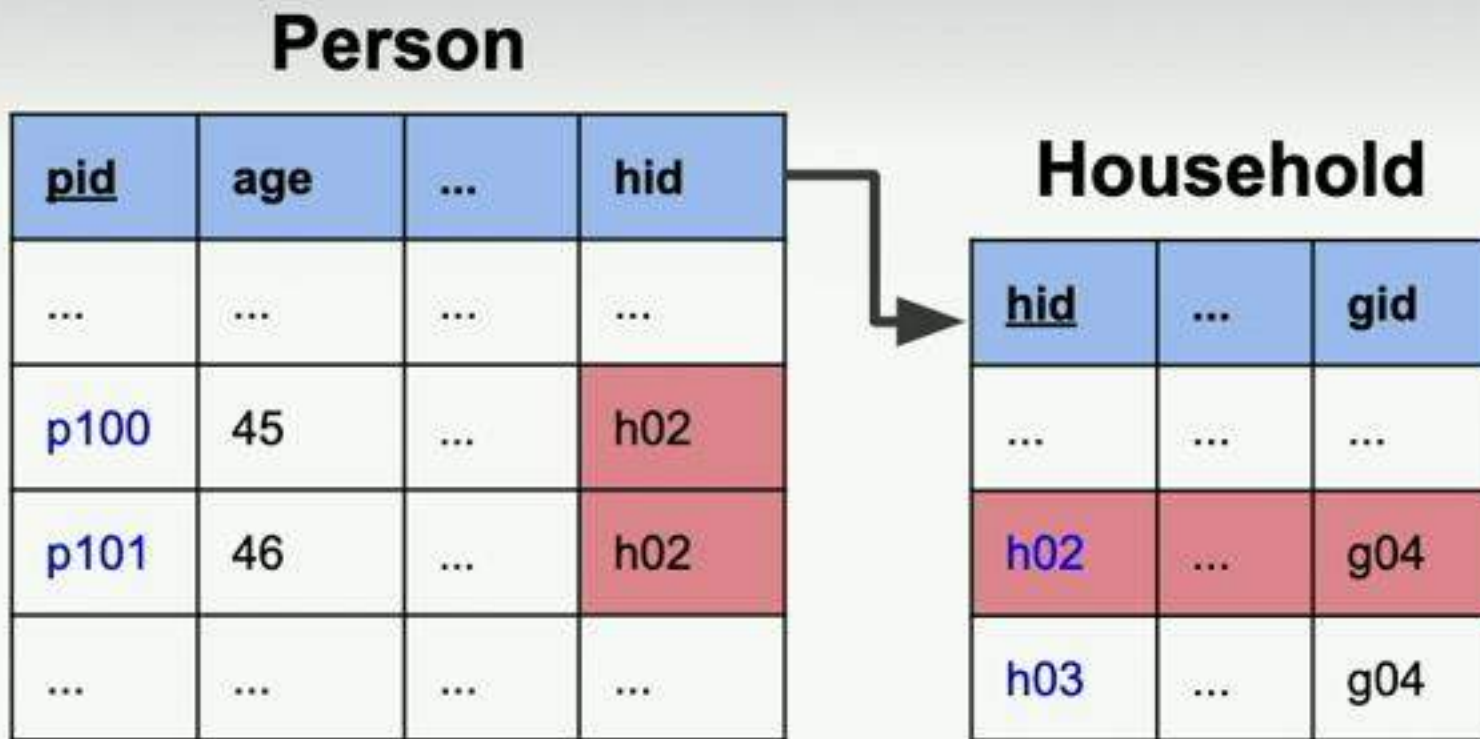 Person
pid age ... hid
... ... ... ...
p100 45 ... h02
p101 46 ... h02
... ... ... ...
Household
hid ... gid
... ... ...
h02 ... g04
h03 ... g04